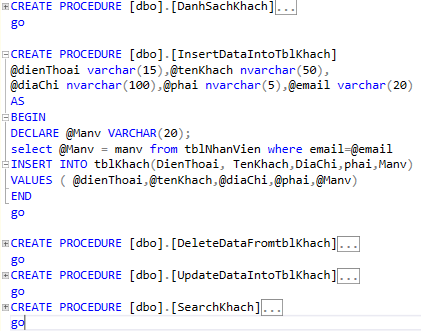 CREATE PROCEDURE [dbo].[DanhSachKhach]...
go
CREATE PROCEDURE [dbo].[InsertDataIntoTblKhach]
@dienThoai varchar(15),@tenKhach nvarchar(50),
@diaChi nvarchar(100),@phai nvarchar(5),@email varchar(20)
AS
BEGIN
DECLARE @Manv VARCHAR(20);
select @Manv = manv from tblNhanVien where email=@email
INSERT INTO tblKhach(DienThoai, TenKhach,DiaChi,phai,Manv)
VALUES ( @dienThoai,@tenKhach,@diaChi,@phai,@Manv)
END
go
CREATE PROCEDURE [dbo].[DeleteDataFromtblKhach]...
go
CREATE PROCEDURE [dbo].[UpdateDataIntoTblKhach]...
go
CREATE PROCEDURE [dbo].[SearchKhach]...
go